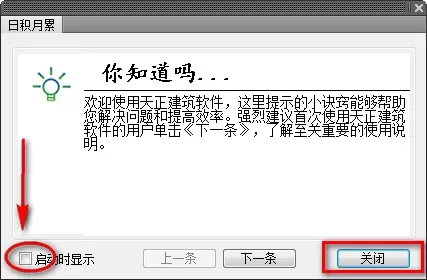 日积月累
你知道吗...
欢迎使用天正建筑软件，这里提示的小诀窍能够帮助
您解决问题和提高效率。强烈建议首次使用天正建筑
软件的用户单击《下一条》，了解至关重要的使用说
明。
启动时显示
上一条
下一条
关闭